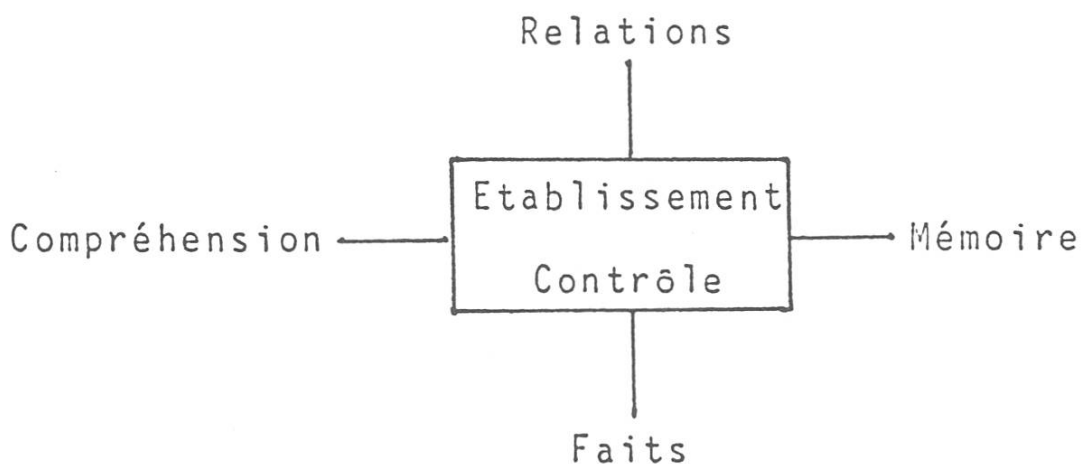 Relations
Etablissement
Compréhension
Mémoire
Contrôle
Faits